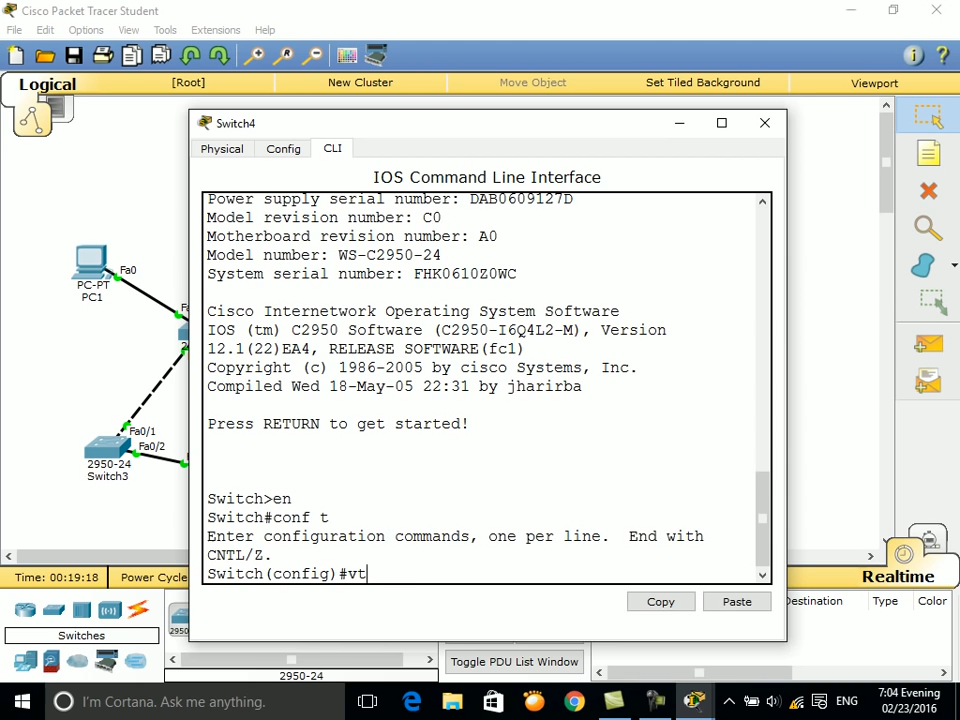 Cisco Packet Tracer Student
File Edit Options View Tools Extensions Help
Logical [Root] New Cluster Move Object Set Tiled Background Viewport
Switch4
Physical Config CLI
IOS Command Line Interface
Power supply serial number: DAB0609127D
Model revision number: C0
Motherboard revision number: A0
Model number: WS-C2950-24
System serial number: FHK0610Z0WC
Cisco Internetwork Operating System Software
IOS (tm) C2950 Software (C2950-I6Q4L2-M), Version
12.1(22)EA4, RELEASE SOFTWARE(fc1)
Copyright (c) 1986-2005 by cisco Systems, Inc.
Compiled Wed 18-May-05 22:31 by jharirba
Press RETURN to get started!
Switch>en
Switch#conf t
Enter configuration commands, one per line.  End with
CNTL/Z.
Switch(config)#vt
Copy Paste
Fa0
PC-PT
PC1
Fa0/1
Fa0/2
2950-24
Switch3
Time: 00:19:18 Power Cycle Realtime
Switches
2950-24
Toggle PDU List Window
Destination Type Color
I'm Cortana. Ask me anything.
ENG
7:04 Evening
02/23/2016